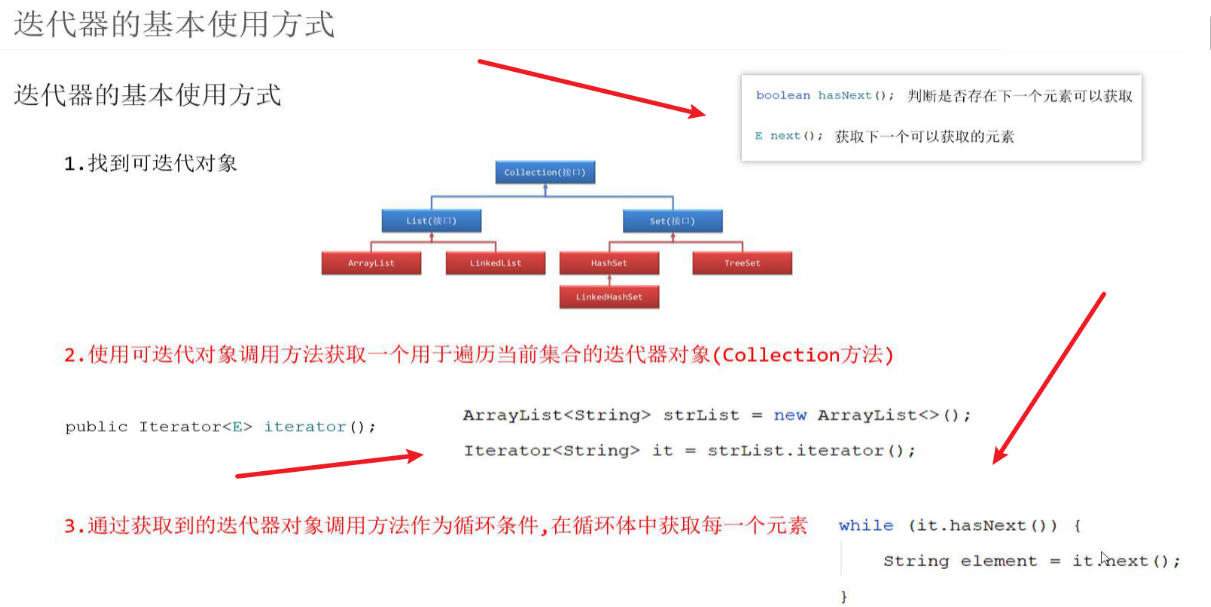 迭代器的基本使用方式
迭代器的基本使用方式
boolean hasNext(); 判断是否存在下一个元素可以获取
E next(); 获取下一个可以获取的元素
1.找到可迭代对象
Collection(接口)
List(接口)
Set(接口)
ArrayList
LinkedList
HashSet
TreeSet
LinkedHashSet
2.使用可迭代对象调用方法获取一个用于遍历当前集合的迭代器对象(Collection方法)
public Iterator<E> iterator();
ArrayList<String> strList = new ArrayList<>();
Iterator<String> it = strList.iterator();
3.通过获取到的迭代器对象调用方法作为循环条件,在循环体中获取每一个元素
while (it.hasNext()) {
String element = it.next();
}